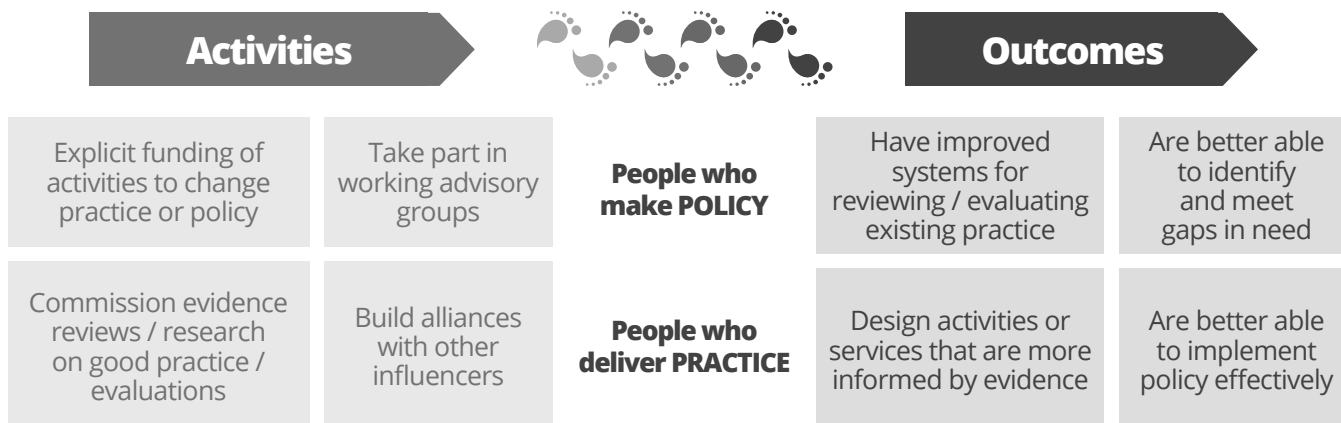 Activities
Outcomes
Explicit funding of
activities to change
practice or policy
Take part in
working advisory
groups
People who
make POLICY
Have improved
systems for
reviewing / evaluating
existing practice
Are better able
to identify
and meet
gaps in need
Commission evidence
reviews / research
on good practice /
evaluations
Build alliances
with other
influencers
People who
deliver PRACTICE
Design activities or
services that are more
informed by evidence
Are better able
to implement
policy effectively